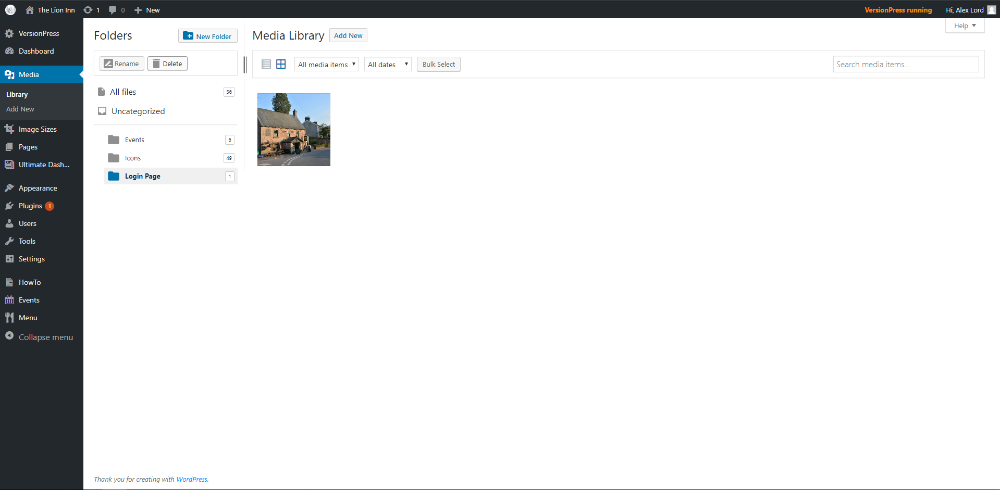 The Lion Inn 1 0 New VersionPress running Hi, Alex Lord
Help
VersionPress
Dashboard
Media
Library
Add New
Image Sizes
Pages
Ultimate Dash...
Appearance
Plugins 1
Users
Tools
Settings
HowTo
Events
Menu
Collapse menu
Folders New Folder
Rename Delete
All files 56
Uncategorized
Events 6
Icons 49
Login Page 1
Media Library Add New
All media items All dates Bulk Select Search media items...
Thank you for creating with WordPress.